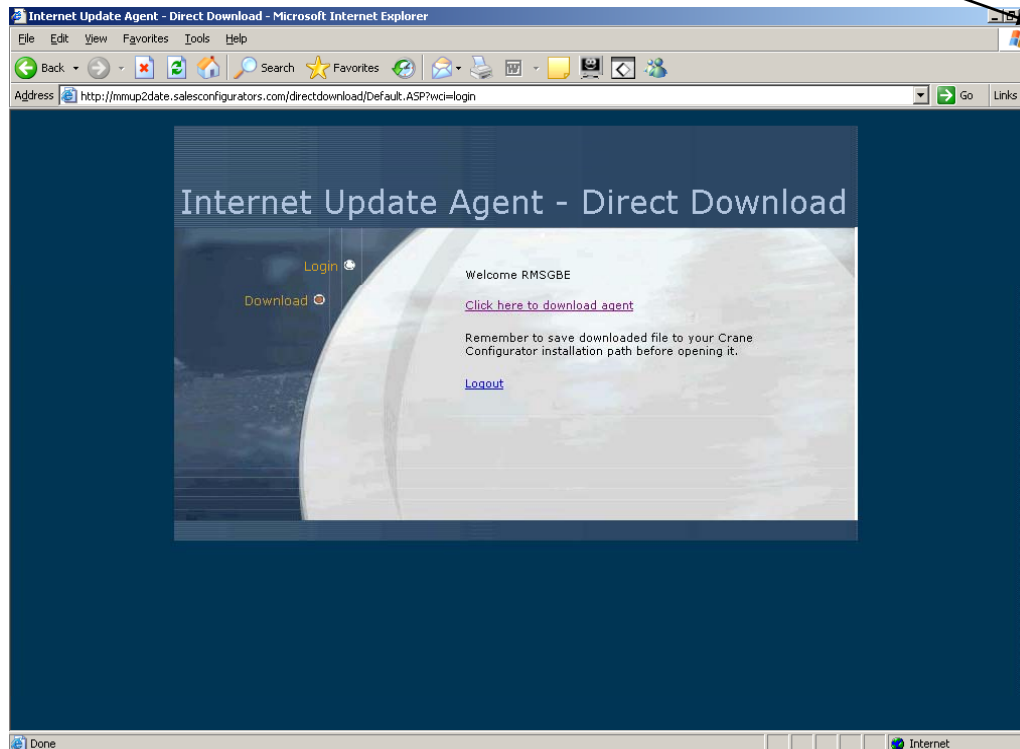 Internet Update Agent - Direct Download - Microsoft Internet Explorer
File Edit View Favorites Tools Help
Back Search Favorites
Address http://mmup2date.salesconfigurators.com/directdownload/Default.ASP?wci=login Go Links
Internet Update Agent - Direct Download
Login
Download
Welcome RMSGBE
Click here to download agent
Remember to save downloaded file to your Crane
Configurator installation path before opening it.
Logout
Done Internet